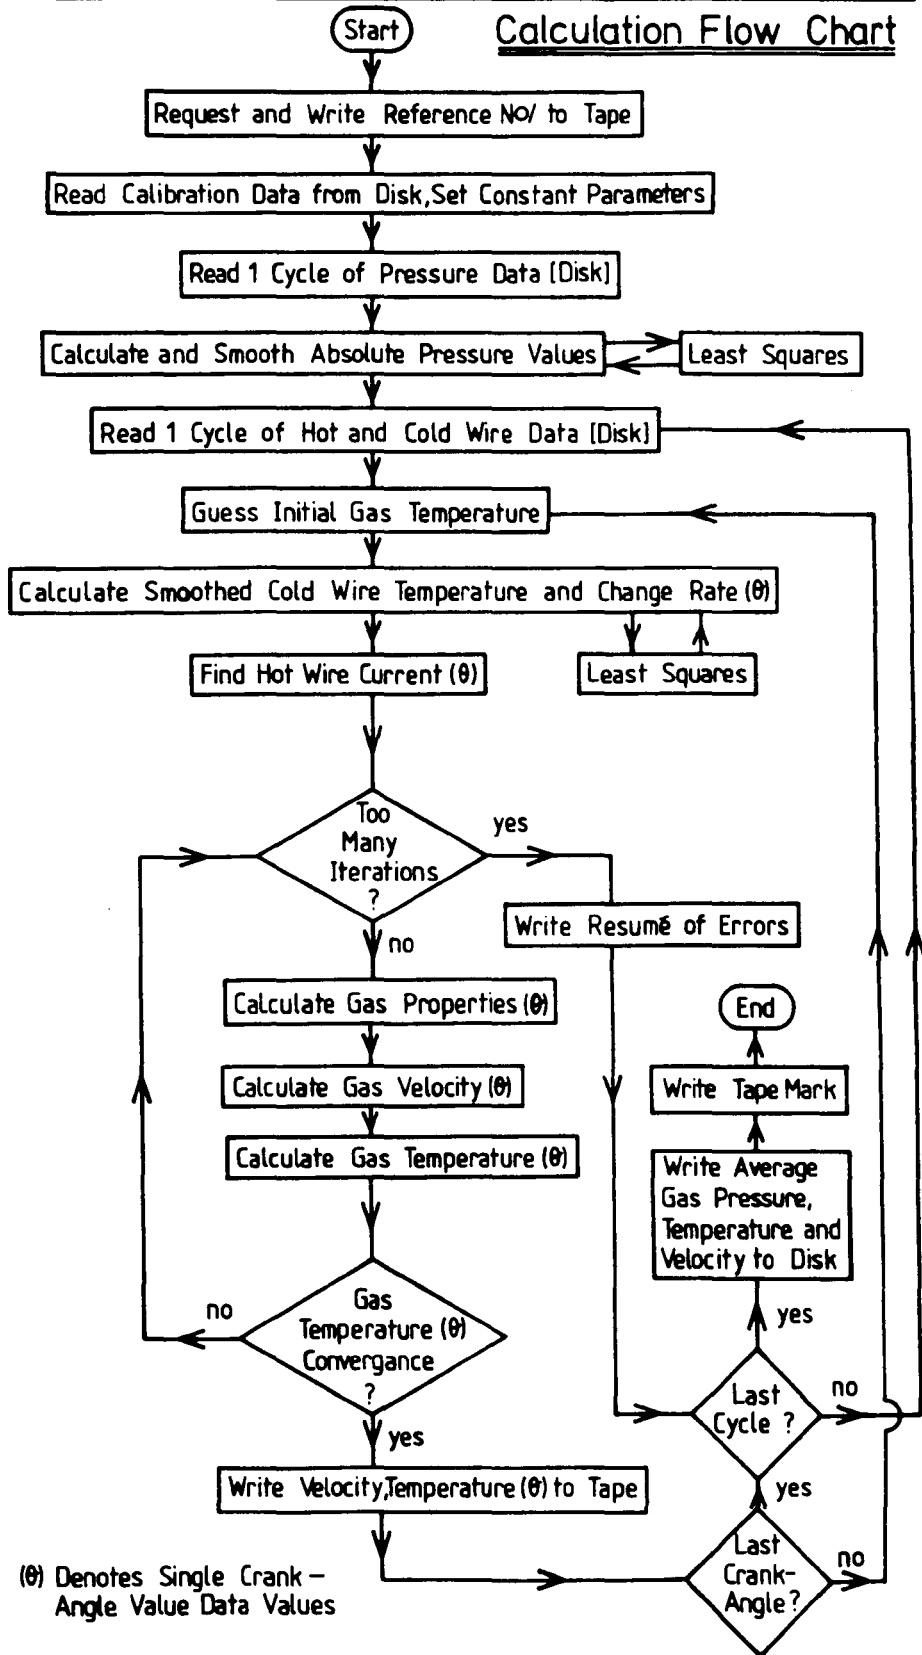 Calculation Flow Chart
Start
Request and Write Reference No/ to Tape
Read Calibration Data from Disk,Set Constant Parameters
Read 1 Cycle of Pressure Data [Disk]
Calculate and Smooth Absolute Pressure Values
Least Squares
Read 1 Cycle of Hot and Cold Wire Data [Disk]
Guess Initial Gas Temperature
Calculate Smoothed Cold Wire Temperature and Change Rate (θ)
Least Squares
Find Hot Wire Current (θ)
Too
Many
Iterations
?
yes
no
Write Resumé of Errors
Calculate Gas Properties (θ)
Calculate Gas Velocity (θ)
Calculate Gas Temperature (θ)
Gas
Temperature (θ)
Convergance
?
no
yes
Write Velocity,Temperature (θ) to Tape
Last
Crank-
Angle?
no
yes
Last
Cycle ?
no
yes
Write Average
Gas Pressure,
Temperature and
Velocity to Disk
Write Tape Mark
End
(θ) Denotes Single Crank –
Angle Value Data Values